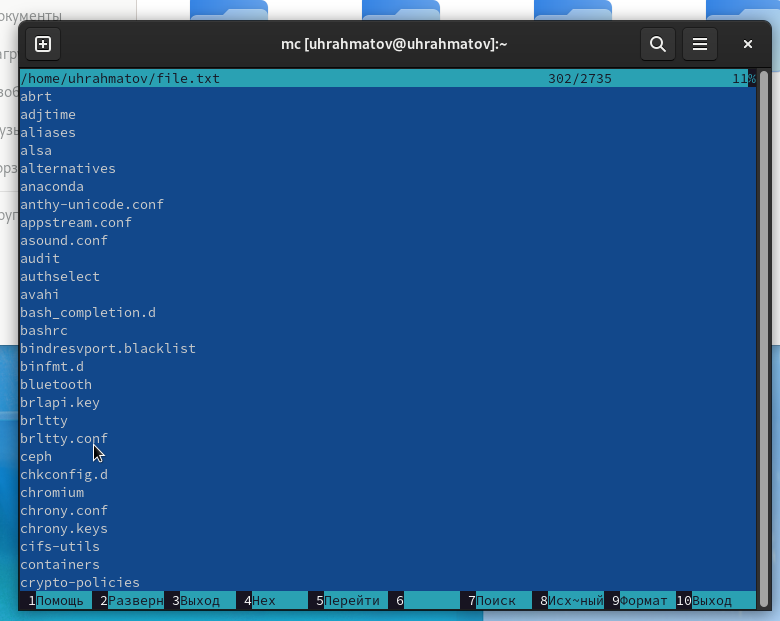 окументы
mc [uhrahmatov@uhrahmatov]:~
/home/uhrahmatov/file.txt 302/2735 11%
abrt
adjtime
aliases
alsa
alternatives
anaconda
anthy-unicode.conf
appstream.conf
asound.conf
audit
authselect
avahi
bash_completion.d
bashrc
bindresvport.blacklist
binfmt.d
bluetooth
brlapi.key
brltty
brltty.conf
ceph
chkconfig.d
chromium
chrony.conf
chrony.keys
cifs-utils
containers
crypto-policies
1Помощь 2Разверн 3Выход 4Hex 5Перейти 6 7Поиск 8Исх~ный 9Формат 10Выход